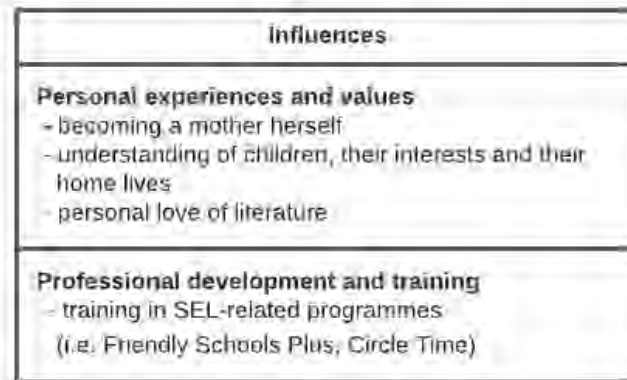 Influences
Personal experiences and values
- becoming a mother herself
- understanding of children, their interests and their
home lives
- personal love of literature
Professional development and training
- training in SEL-related programmes
(i.e. Friendly Schools Plus, Circle Time)